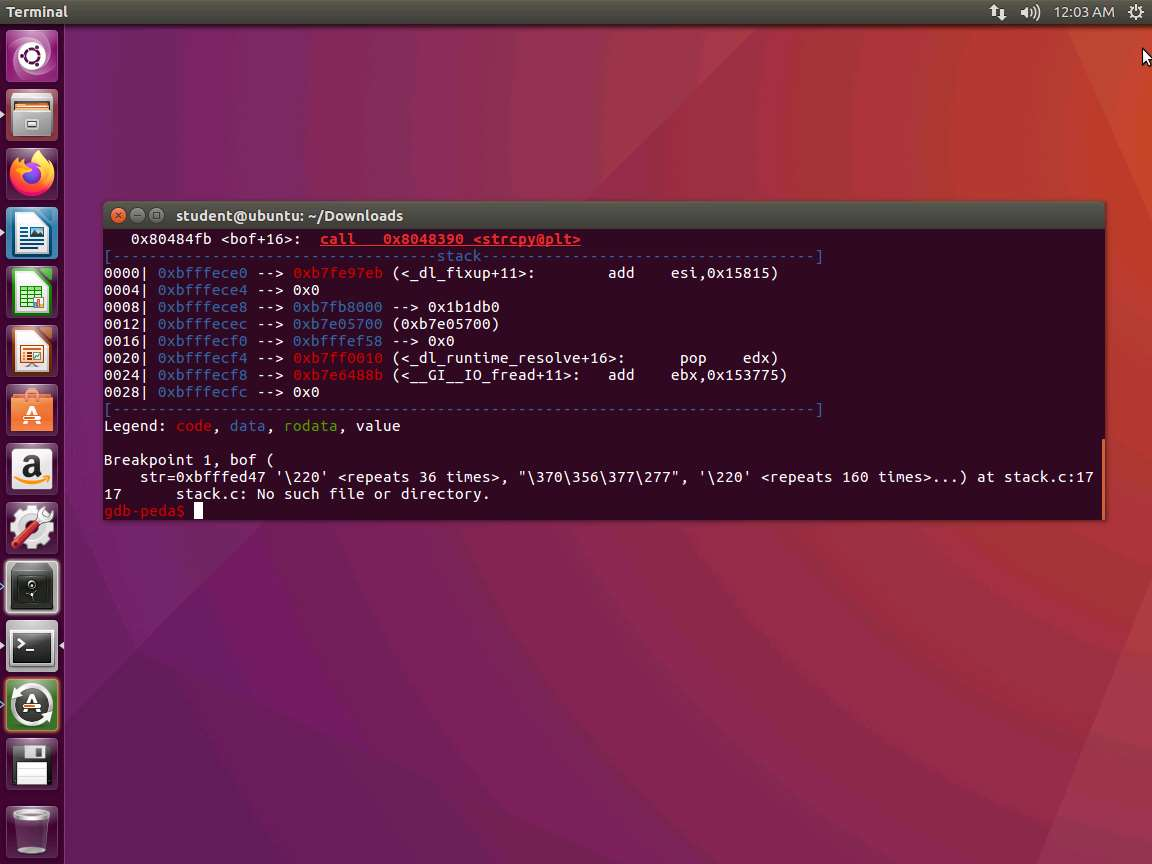 Terminal
12:03 AM
student@ubuntu: ~/Downloads
0x80484fb <bof+16>: call 0x8048390 <strcpy@plt>
[------------------------------------stack-------------------------------------]
0000| 0xbfffece0 --> 0xb7fe97eb (<_dl_fixup+11>: add esi,0x15815)
0004| 0xbfffece4 --> 0x0
0008| 0xbfffece8 --> 0xb7fb8000 --> 0x1b1db0
0012| 0xbfffecec --> 0xb7e05700 (0xb7e05700)
0016| 0xbfffecf0 --> 0xbfffef58 --> 0x0
0020| 0xbfffecf4 --> 0xb7ff0010 (<_dl_runtime_resolve+16>: pop edx)
0024| 0xbfffecf8 --> 0xb7e6488b (<__GI__IO_fread+11>: add ebx,0x153775)
0028| 0xbfffecfc --> 0x0
[------------------------------------------------------------------------------]
Legend: code, data, rodata, value
Breakpoint 1, bof (
str=0xbfffed47 '\220' <repeats 36 times>, "\370\356\377\277", '\220' <repeats 160 times>...) at stack.c:17
17 stack.c: No such file or directory.
gdb-peda$